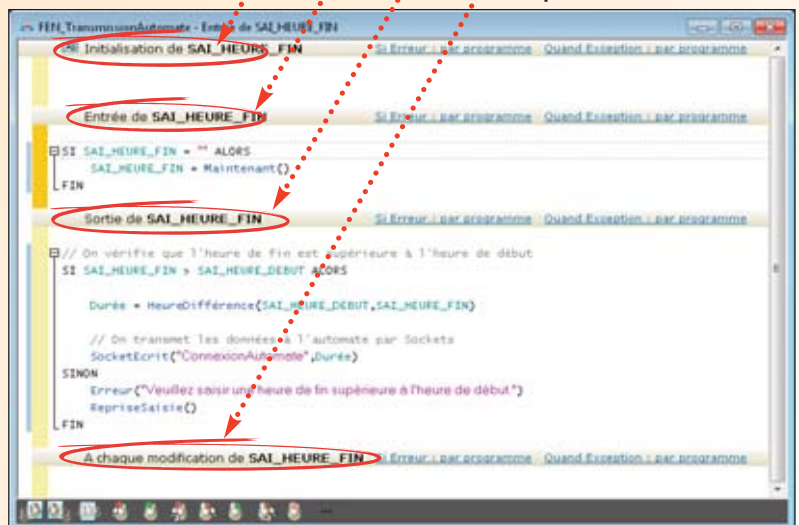 FEN_TransmissionAutomate - Entrée de SAI_HEURE_FIN
Initialisation de SAI_HEURE_FIN Si Erreur : par programme Quand Exception : par programme
Entrée de SAI_HEURE_FIN Si Erreur : par programme Quand Exception : par programme
SI SAI_HEURE_FIN = "" ALORS
SAI_HEURE_FIN = Maintenant()
FIN
Sortie de SAI_HEURE_FIN Si Erreur : par programme Quand Exception : par programme
// On vérifie que l'heure de fin est supérieure à l'heure de début
SI SAI_HEURE_FIN > SAI_HEURE_DEBUT ALORS
Durée = HeureDifférence(SAI_HEURE_DEBUT,SAI_HEURE_FIN)
// On transmet les données à l'automate par Sockets
SocketEcrit("ConnexionAutomate",Durée)
SINON
Erreur("Veuillez saisir une heure de fin supérieure à l'heure de début")
RepriseSaisie()
FIN
A chaque modification de SAI_HEURE_FIN Si Erreur : par programme Quand Exception : par programme